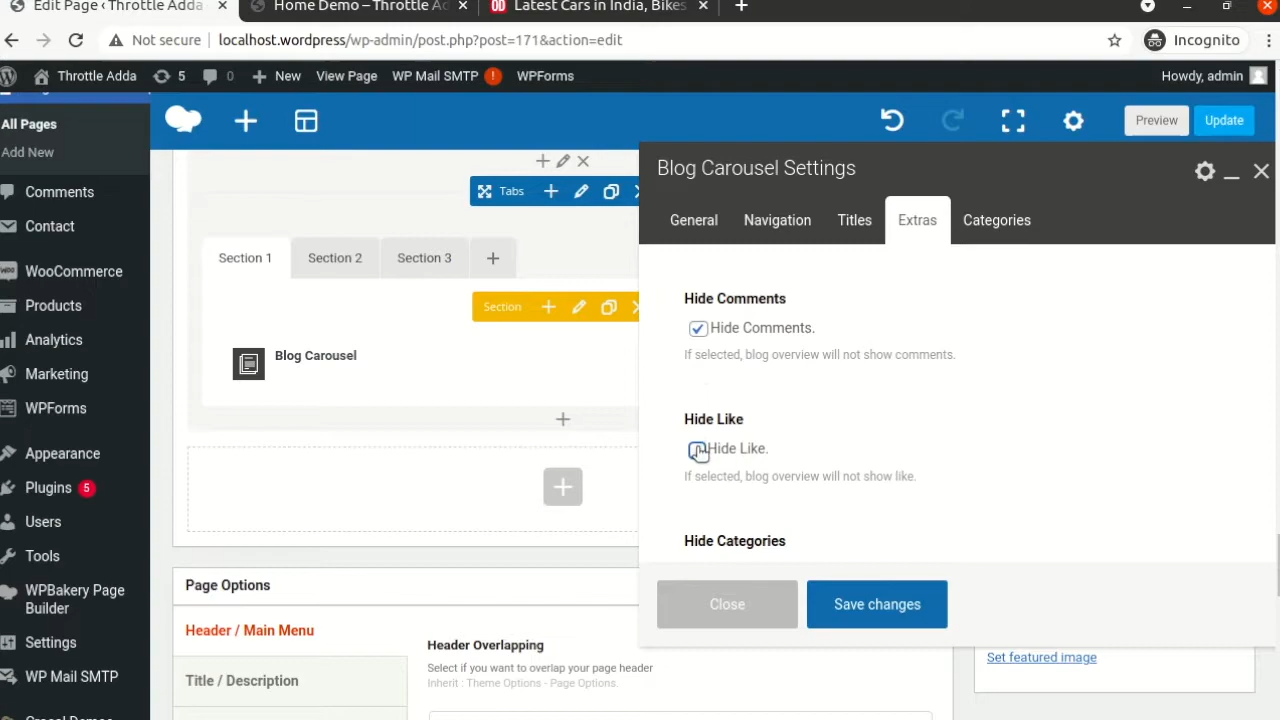 Edit Page ‹ Throttle Adda
Home Demo – Throttle Ad
OD Latest Cars in India, Bikes
Not secure
localhost.wordpress/wp-admin/post.php?post=171&action=edit
Incognito
Throttle Adda
5
0
New
View Page
WP Mail SMTP !
WPForms
Howdy, admin
All Pages
Add New
Comments
Contact
WooCommerce
Products
Analytics
Marketing
WPForms
Appearance
Plugins 5
Users
Tools
WPBakery Page
Builder
Settings
WP Mail SMTP
Preview
Update
Tabs
Section 1
Section 2
Section 3
Section
Blog Carousel
Blog Carousel Settings
General
Navigation
Titles
Extras
Categories
Hide Comments
Hide Comments.
If selected, blog overview will not show comments.
Hide Like
Hide Like.
If selected, blog overview will not show like.
Hide Categories
Close
Save changes
Page Options
Header / Main Menu
Title / Description
Header Overlapping
Select if you want to overlap your page header
Inherit : Theme Options - Page Options.
Set featured image